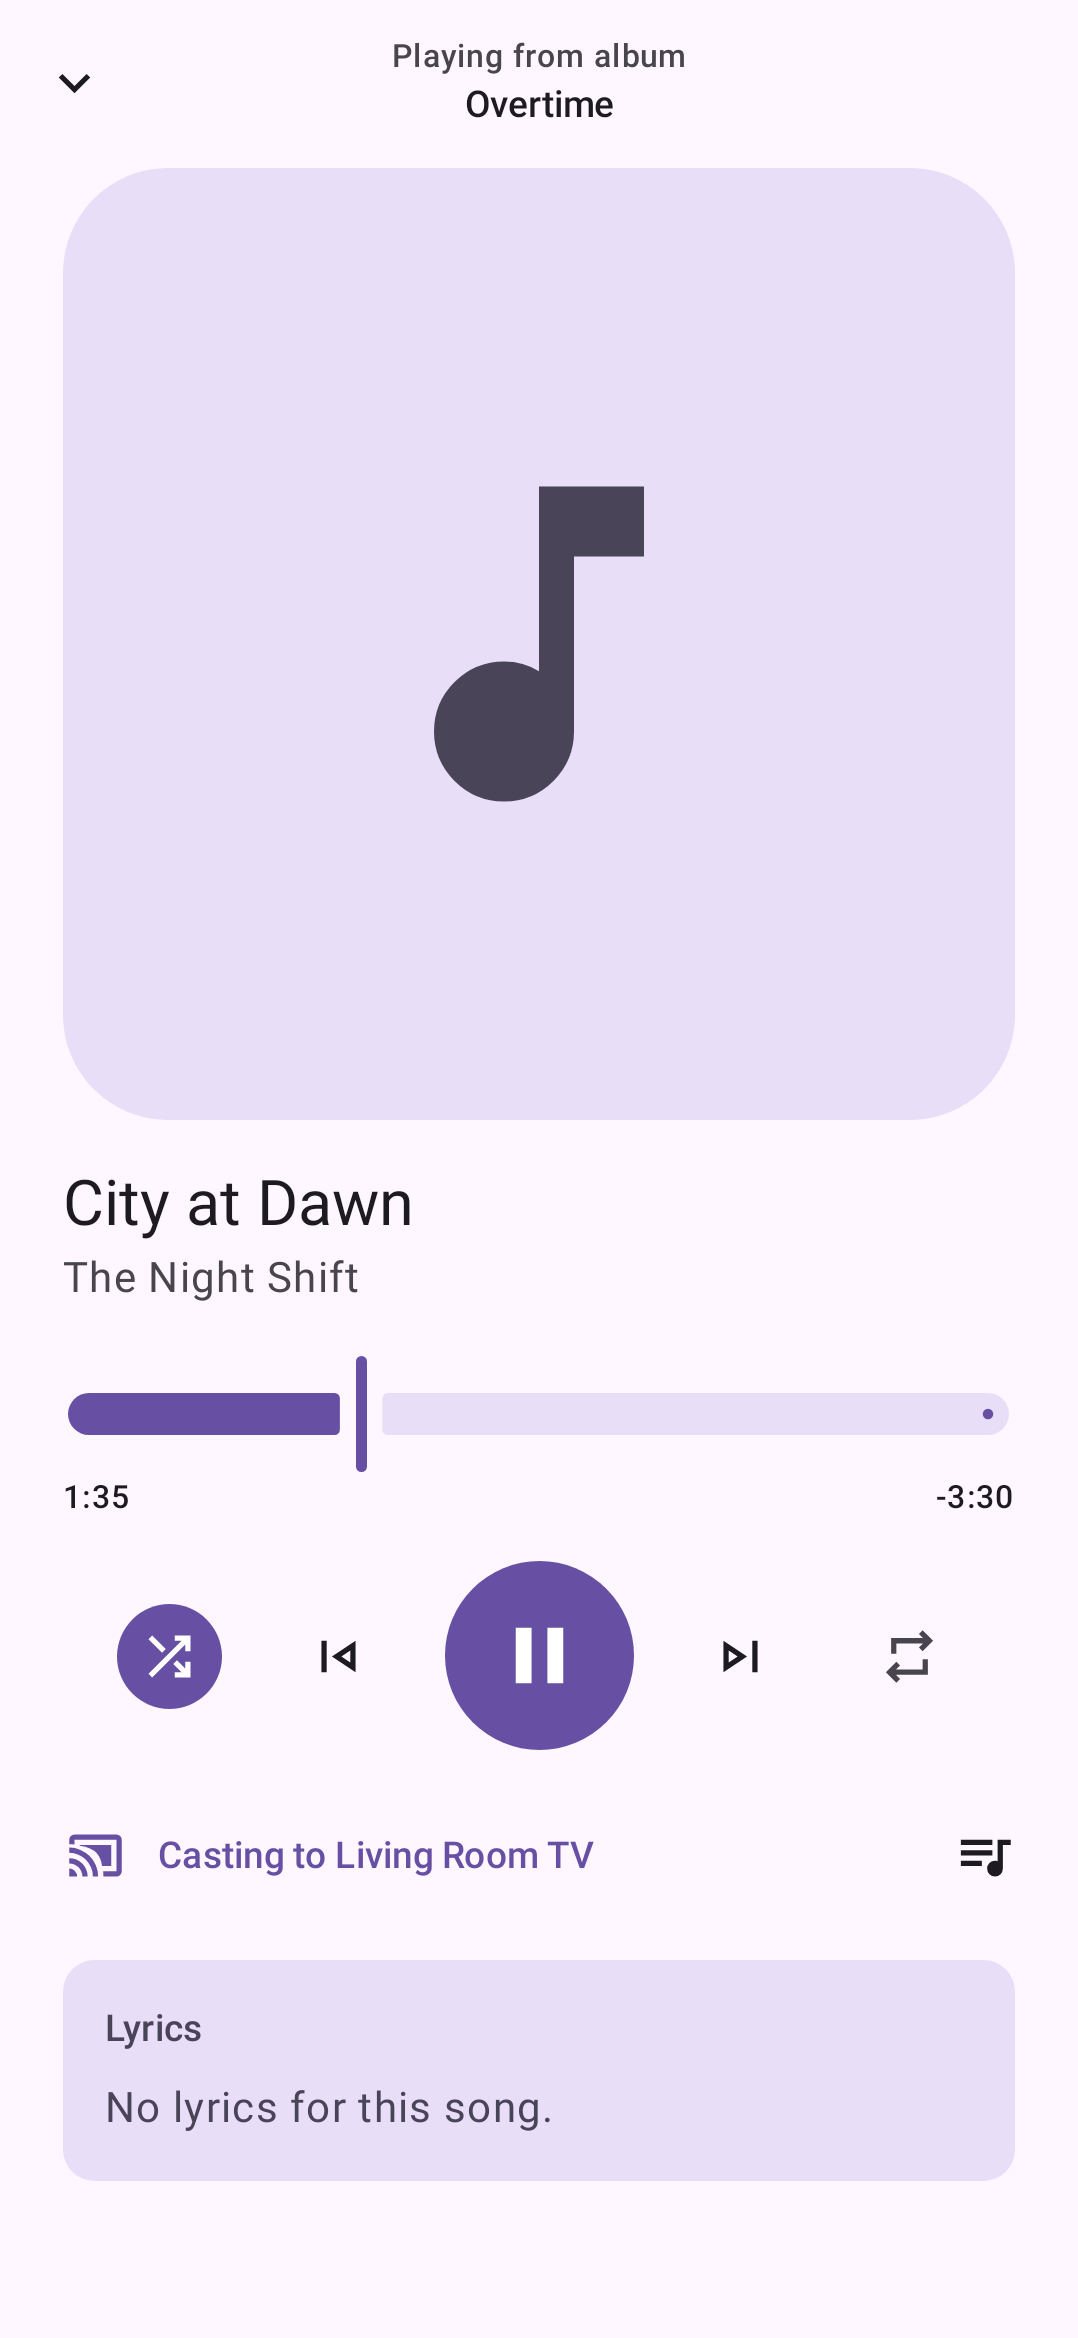 Playing from album
Overtime
City at Dawn
The Night Shift
1:35
-3:30
Casting to Living Room TV
Lyrics
No lyrics for this song.